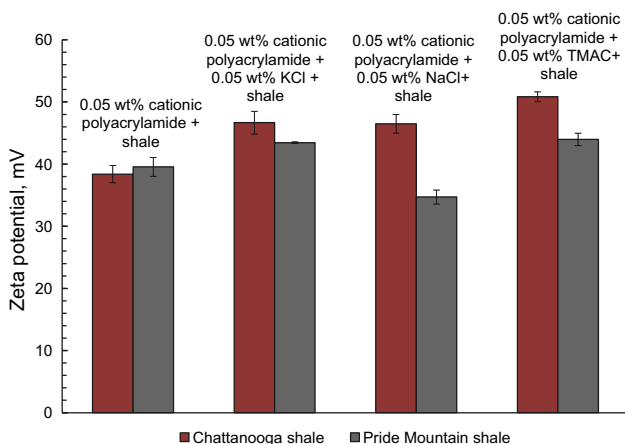 60
50
40
30
20
10
0
Zeta potential, mV
0.05 wt% cationic
polyacrylamide +
shale
0.05 wt% cationic
polyacrylamide +
0.05 wt% KCl +
shale
0.05 wt% cationic
polyacrylamide +
0.05 wt% NaCl+
shale
0.05 wt% cationic
polyacrylamide +
0.05 wt% TMAC+
shale
Chattanooga shale
Pride Mountain shale